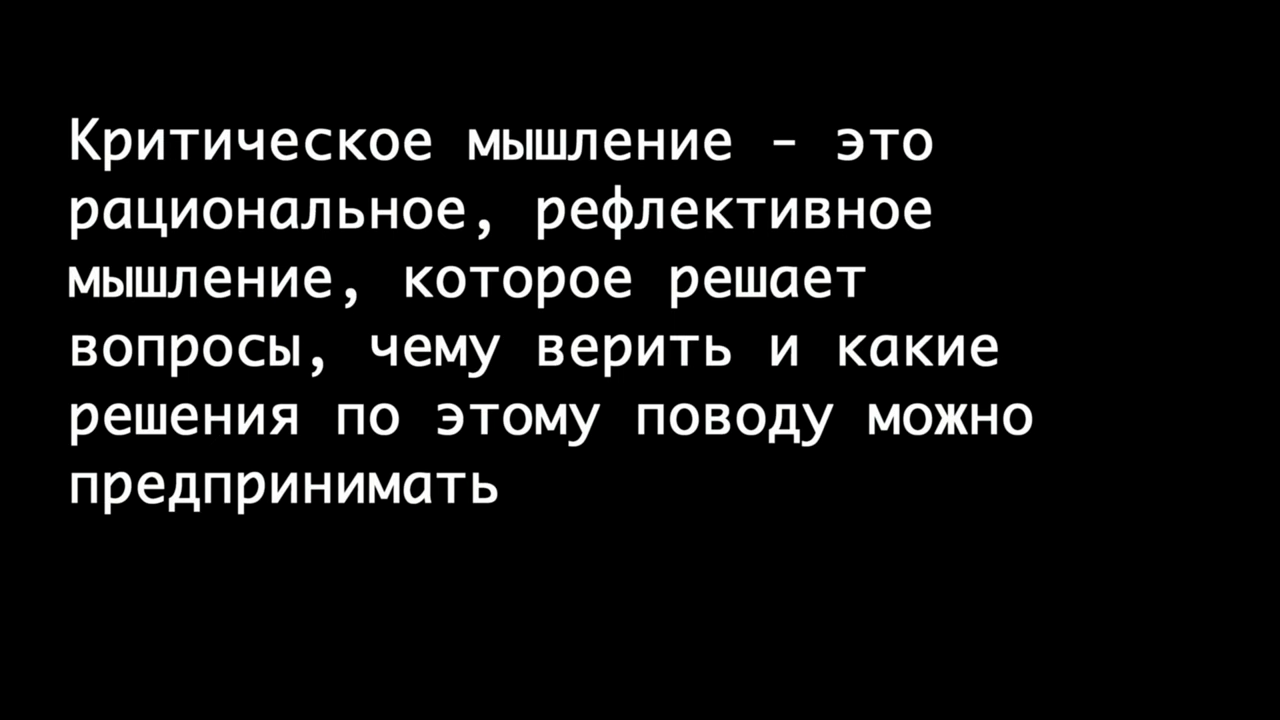 Критическое мышление - это
рациональное, рефлективное
мышление, которое решает
вопросы, чему верить и какие
решения по этому поводу можно
предпринимать